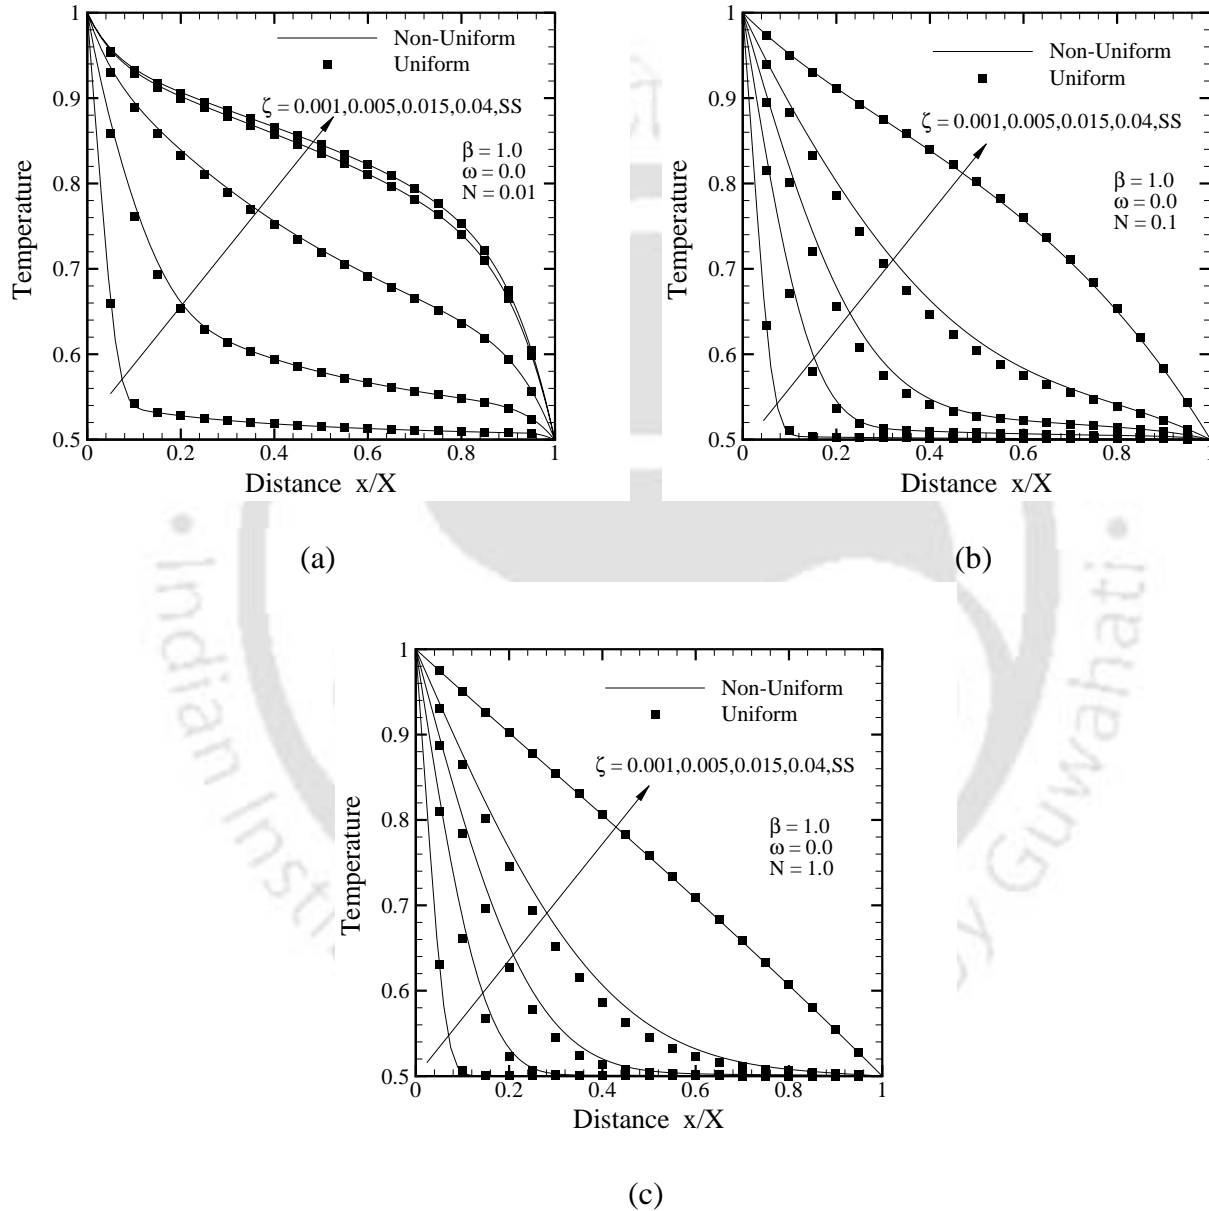 1
0.9
0.8
0.7
0.6
0.5
Temperature
Non-Uniform
Uniform
ζ = 0.001,0.005,0.015,0.04,SS
β = 1.0
ω = 0.0
N = 0.01
0 0.2 0.4 0.6 0.8 1
Distance x/X
(a)
1
0.9
0.8
0.7
0.6
0.5
Temperature
Non-Uniform
Uniform
ζ = 0.001,0.005,0.015,0.04,SS
β = 1.0
ω = 0.0
N = 0.1
0 0.2 0.4 0.6 0.8 1
Distance x/X
(b)
1
0.9
0.8
0.7
0.6
0.5
Temperature
Non-Uniform
Uniform
ζ = 0.001,0.005,0.015,0.04,SS
β = 1.0
ω = 0.0
N = 1.0
0 0.2 0.4 0.6 0.8 1
Distance x/X
(c)
Indian
Guwahati